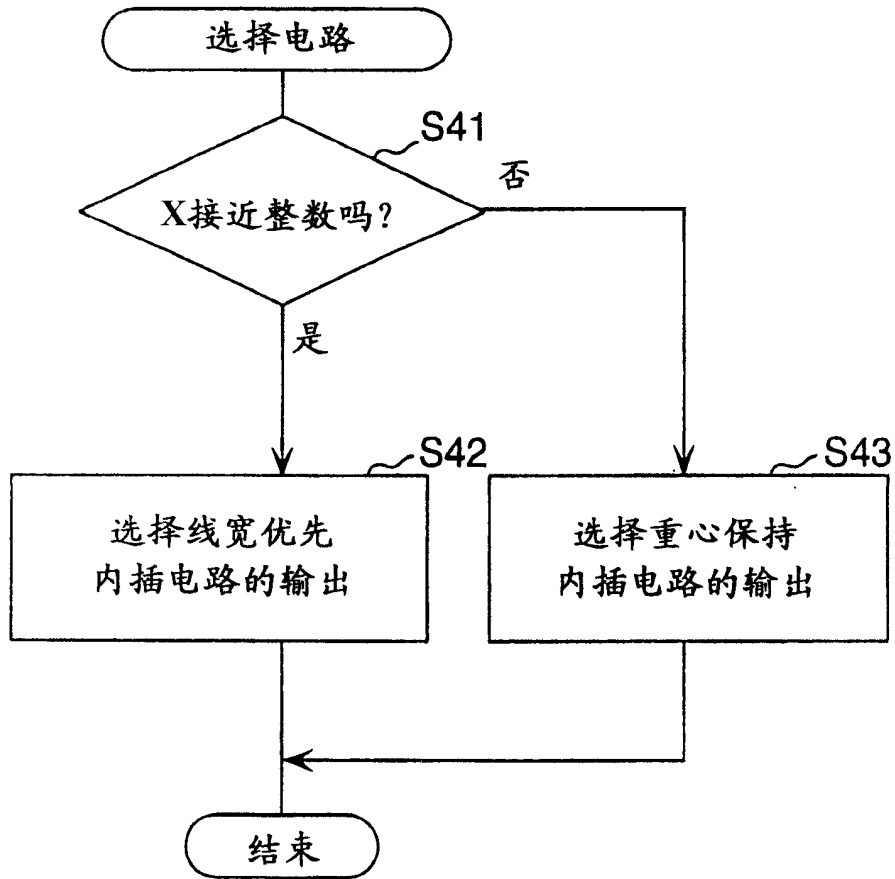 选择电路
S41
X接近整数吗?
否
是
S42
选择线宽优先
内插电路的输出
S43
选择重心保持
内插电路的输出
结束